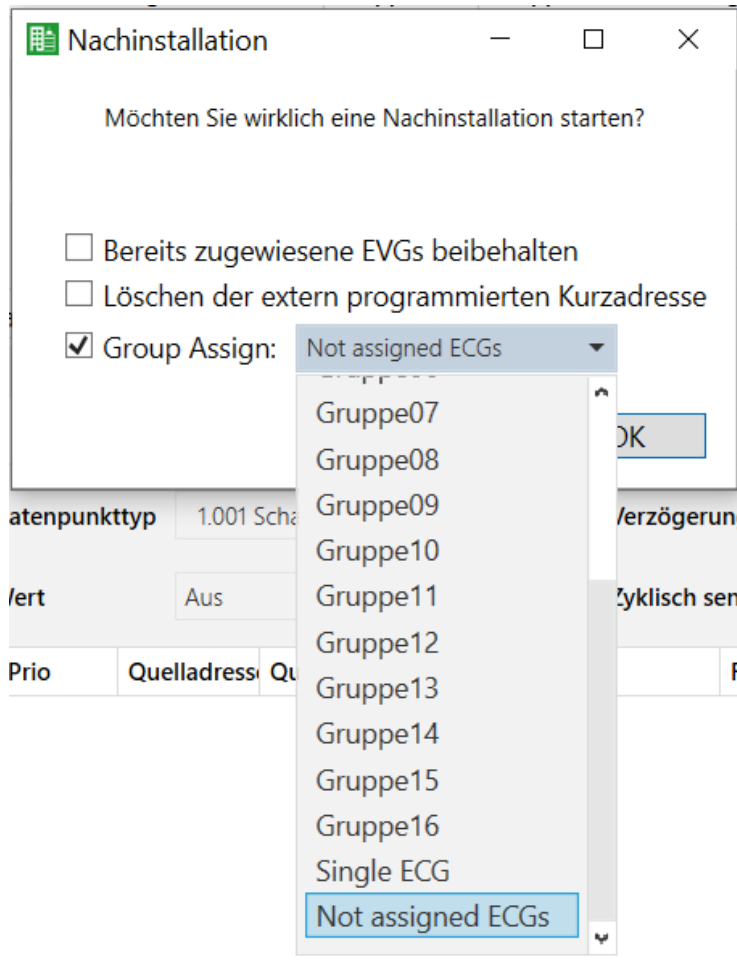 Nachinstallation
Möchten Sie wirklich eine Nachinstallation starten?
Bereits zugewiesene EVGs beibehalten
Löschen der extern programmierten Kurzadresse
Group Assign: Not assigned ECGs
Gruppe07
OK
Gruppe08
Gruppe09
Gruppe10
Gruppe11
Gruppe12
Gruppe13
Gruppe14
Gruppe15
Gruppe16
Single ECG
Not assigned ECGs
atenpunkttyp 1.001 Scha
Verzögerun
Wert Aus
Zyklisch sen
Prio Quelladresse Qu